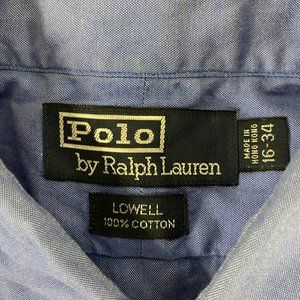 Polo
by Ralph Lauren
LOWELL
100% COTTON
MADE IN
HONG KONG
16-34